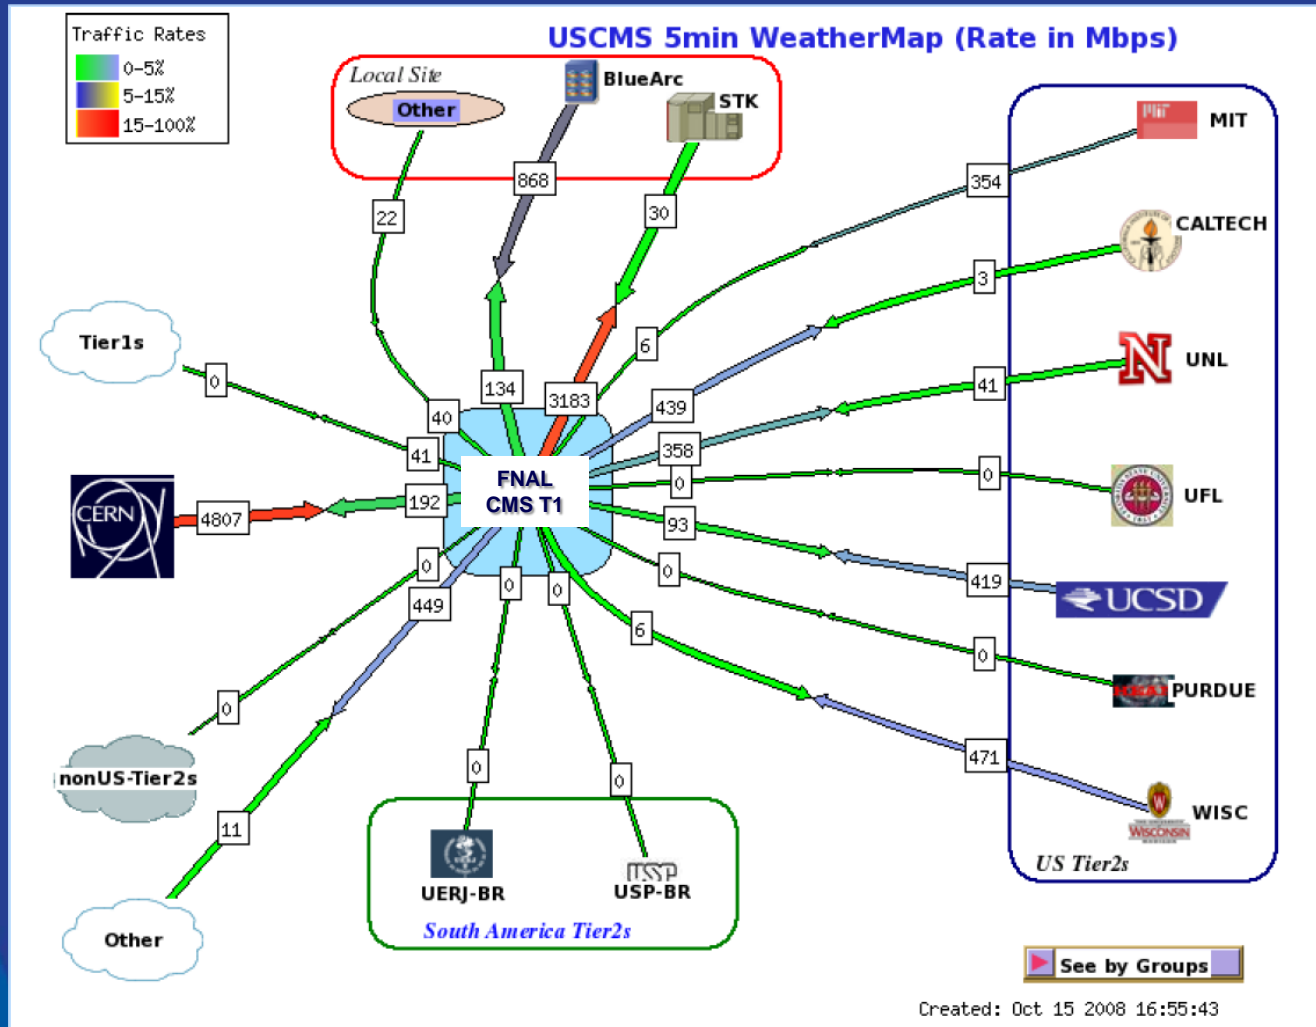 USCMS 5min WeatherMap (Rate in Mbps)
Traffic Rates
0-5%
5-15%
15-100%
Local Site
Other
BlueArc
STK
MIT
CALTECH
UNL
UFL
UCSD
PURDUE
WISC
WISCONSIN
US Tier2s
868
22
30
354
6
3
134
3183
439
41
40
358
41
0
0
0
192
4807
93
419
0
449
0
0
0
6
0
0
471
0
0
11
Tier1s
CERN
FNAL
CMS T1
nonUS-Tier2s
Other
UERJ-BR
USP-BR
South America Tier2s
See by Groups
Created: Oct 15 2008 16:55:43